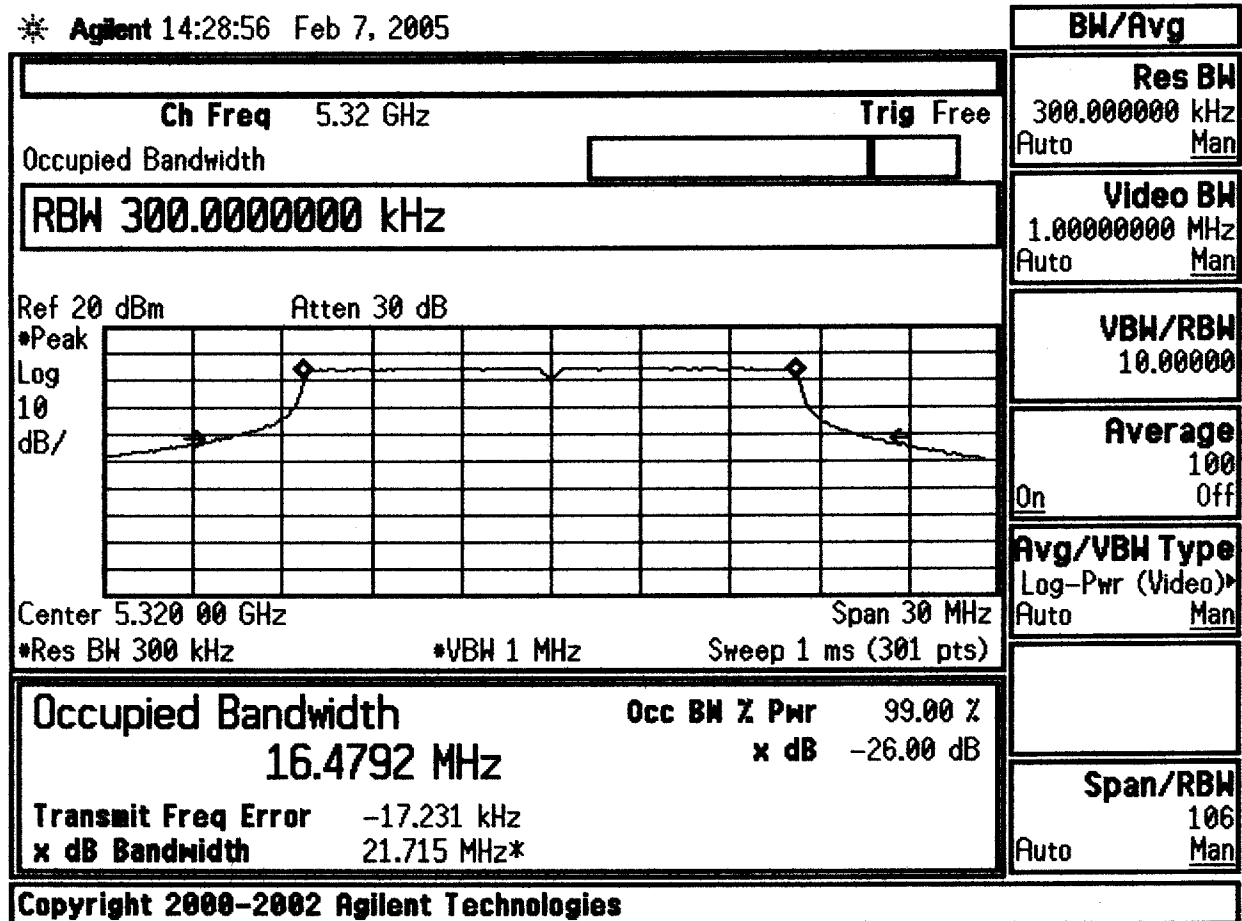 Agilent 14:28:56 Feb 7, 2005
Ch Freq 5.32 GHz Trig Free
Occupied Bandwidth
RBW 300.0000000 kHz
Ref 20 dBm Atten 30 dB
*Peak
Log
10
dB/
Center 5.320 00 GHz Span 30 MHz
*Res BW 300 kHz *VBW 1 MHz Sweep 1 ms (301 pts)
Occupied Bandwidth
16.4792 MHz
Occ BW % Pwr 99.00 %
x dB -26.00 dB
Transmit Freq Error -17.231 kHz
x dB Bandwidth 21.715 MHz*
Copyright 2000-2002 Agilent Technologies
BW/Avg
Res BW
300.000000 kHz
Auto Man
Video BW
1.00000000 MHz
Auto Man
VBW/RBW
10.00000
Average
100
On Off
Avg/VBW Type
Log-Pwr (Video)
Auto Man
Span/RBW
106
Auto Man